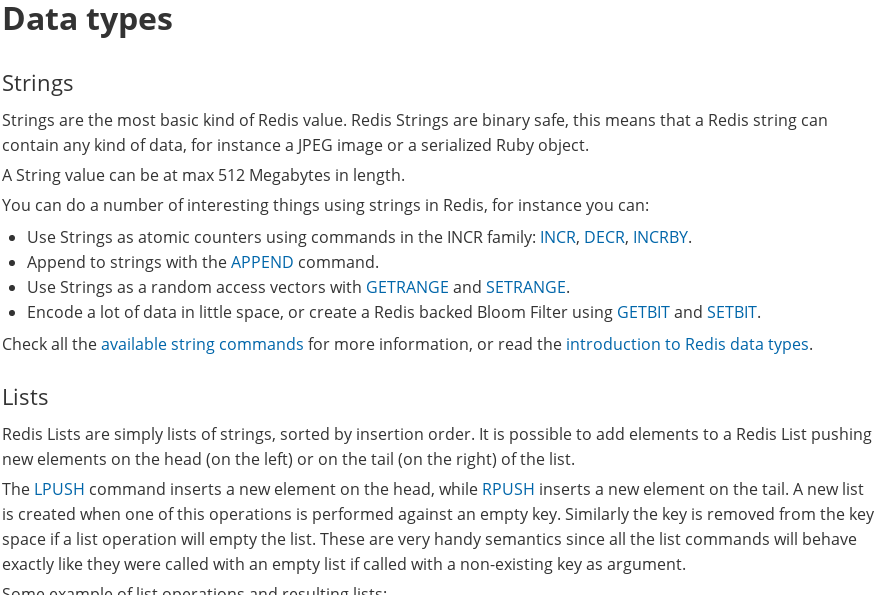 Data types
Strings
Strings are the most basic kind of Redis value. Redis Strings are binary safe, this means that a Redis string can
contain any kind of data, for instance a JPEG image or a serialized Ruby object.
A String value can be at max 512 Megabytes in length.
You can do a number of interesting things using strings in Redis, for instance you can:
• Use Strings as atomic counters using commands in the INCR family: INCR, DECR, INCRBY.
• Append to strings with the APPEND command.
• Use Strings as a random access vectors with GETRANGE and SETRANGE.
• Encode a lot of data in little space, or create a Redis backed Bloom Filter using GETBIT and SETBIT.
Check all the available string commands for more information, or read the introduction to Redis data types.
Lists
Redis Lists are simply lists of strings, sorted by insertion order. It is possible to add elements to a Redis List pushing
new elements on the head (on the left) or on the tail (on the right) of the list.
The LPUSH command inserts a new element on the head, while RPUSH inserts a new element on the tail. A new list
is created when one of this operations is performed against an empty key. Similarly the key is removed from the key
space if a list operation will empty the list. These are very handy semantics since all the list commands will behave
exactly like they were called with an empty list if called with a non-existing key as argument.
Some example of list operations and resulting lists: